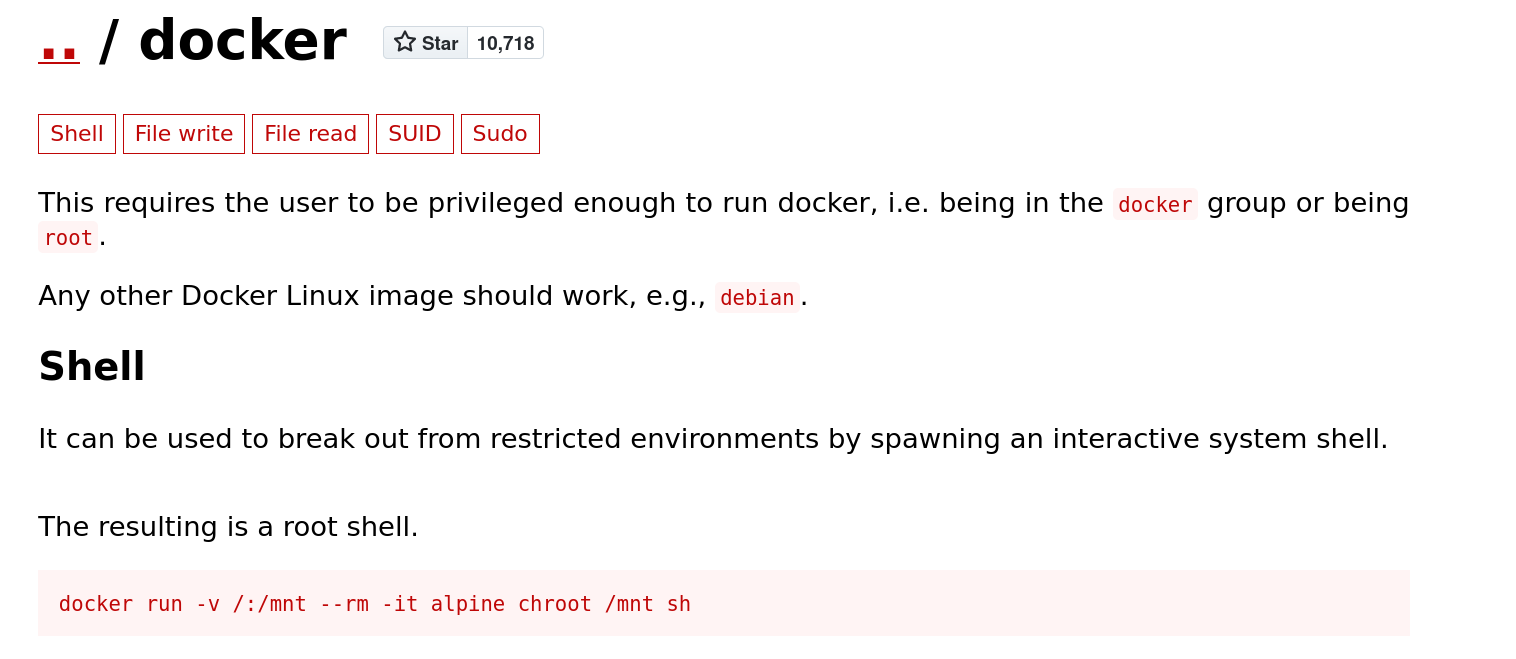 .. / docker Star 10,718
Shell File write File read SUID Sudo
This requires the user to be privileged enough to run docker, i.e. being in the docker group or being
root.
Any other Docker Linux image should work, e.g., debian.
Shell
It can be used to break out from restricted environments by spawning an interactive system shell.
The resulting is a root shell.
docker run -v /:/mnt --rm -it alpine chroot /mnt sh